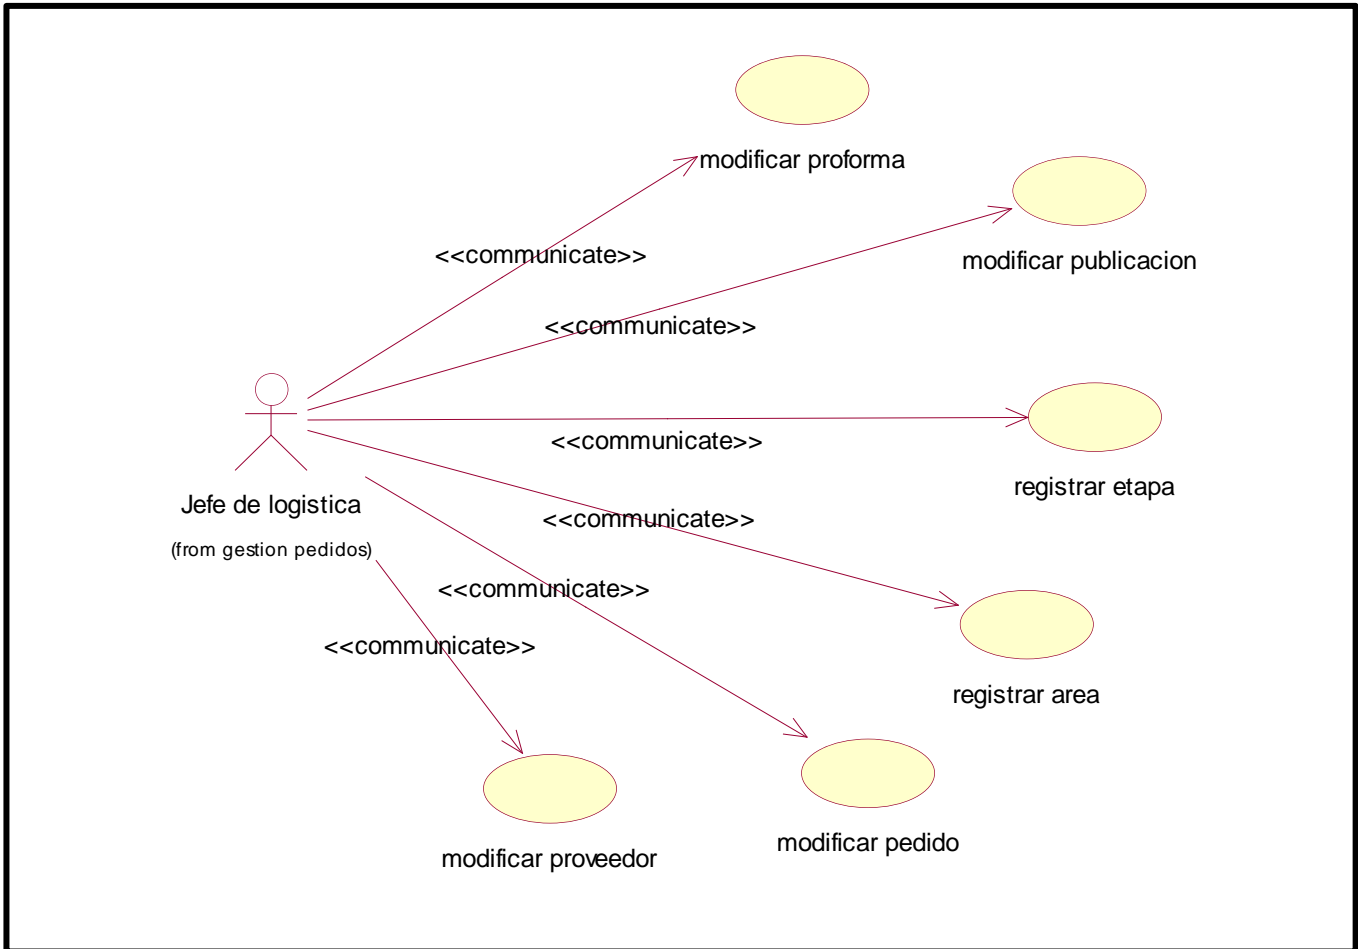 modificar proforma
<<communicate>>
modificar publicacion
<<communicate>>
<<communicate>>
registrar etapa
Jefe de logistica
(from gestion pedidos)
<<communicate>>
<<communicate>>
<<communicate>>
registrar area
modificar pedido
modificar proveedor